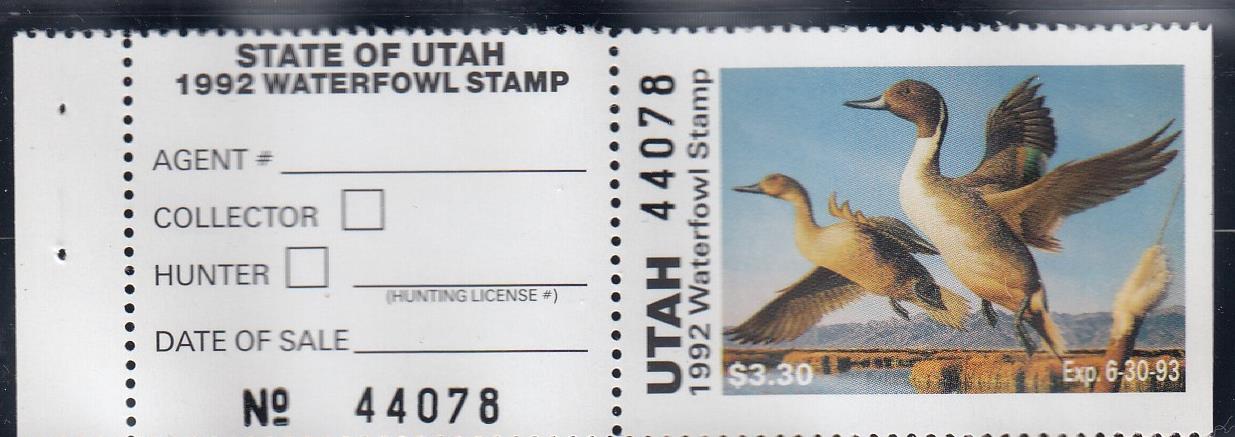 STATE OF UTAH
1992 WATERFOWL STAMP
AGENT #
COLLECTOR
HUNTER
(HUNTING LICENSE #)
DATE OF SALE
Nº 44078
UTAH 44078
1992 Waterfowl Stamp
$3.30
Exp. 6-30-93